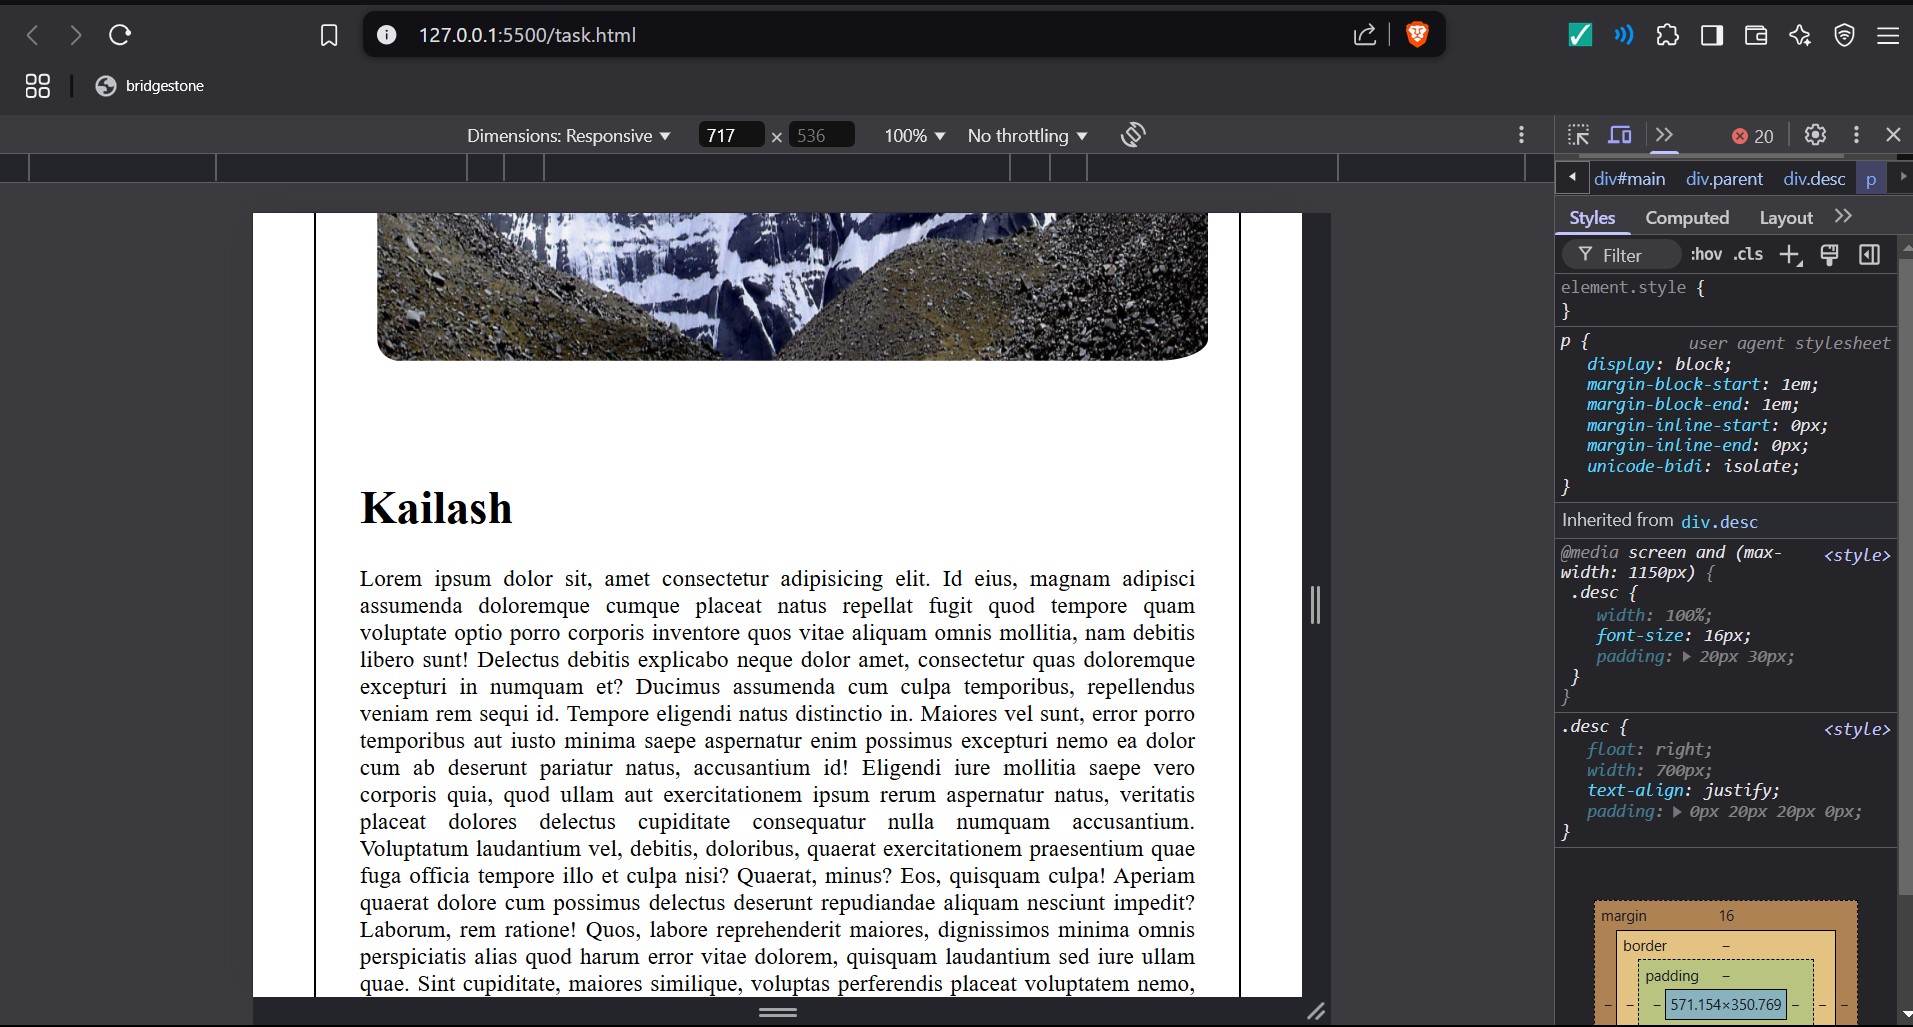 127.0.0.1:5500/task.html
bridgestone
Dimensions: Responsive ▼ 717 × 536 100% ▼ No throttling ▼
20
div#main div.parent div.desc p
Styles Computed Layout
Filter :hov .cls
element.style {
}
p { user agent stylesheet
display: block;
margin-block-start: 1em;
margin-block-end: 1em;
margin-inline-start: 0px;
margin-inline-end: 0px;
unicode-bidi: isolate;
}
Inherited from div.desc
@media screen and (max-width: 1150px) { <style>
.desc {
width: 100%;
font-size: 16px;
padding: ▶ 20px 30px;
}
}
.desc { <style>
float: right;
width: 700px;
text-align: justify;
padding: ▶ 0px 20px 20px 0px;
}
margin 16
border –
padding –
– – – 571.154×350.769 – – –
Kailash
Lorem ipsum dolor sit, amet consectetur adipisicing elit. Id eius, magnam adipisci
assumenda doloremque cumque placeat natus repellat fugit quod tempore quam
voluptate optio porro corporis inventore quos vitae aliquam omnis mollitia, nam debitis
libero sunt! Delectus debitis explicabo neque dolor amet, consectetur quas doloremque
excepturi in numquam et? Ducimus assumenda cum culpa temporibus, repellendus
veniam rem sequi id. Tempore eligendi natus distinctio in. Maiores vel sunt, error porro
temporibus aut iusto minima saepe aspernatur enim possimus excepturi nemo ea dolor
cum ab deserunt pariatur natus, accusantium id! Eligendi iure mollitia saepe vero
corporis quia, quod ullam aut exercitationem ipsum rerum aspernatur natus, veritatis
placeat dolores delectus cupiditate consequatur nulla numquam accusantium.
Voluptatum laudantium vel, debitis, doloribus, quaerat exercitationem praesentium quae
fuga officia tempore illo et culpa nisi? Quaerat, minus? Eos, quisquam culpa! Aperiam
quaerat dolore cum possimus delectus deserunt repudiandae aliquam nesciunt impedit?
Laborum, rem ratione! Quos, labore reprehenderit maiores, dignissimos minima omnis
perspiciatis alias quod harum error vitae dolorem, quisquam laudantium sed iure ullam
quae. Sint cupiditate, maiores similique, voluptas perferendis placeat voluptatem nemo,